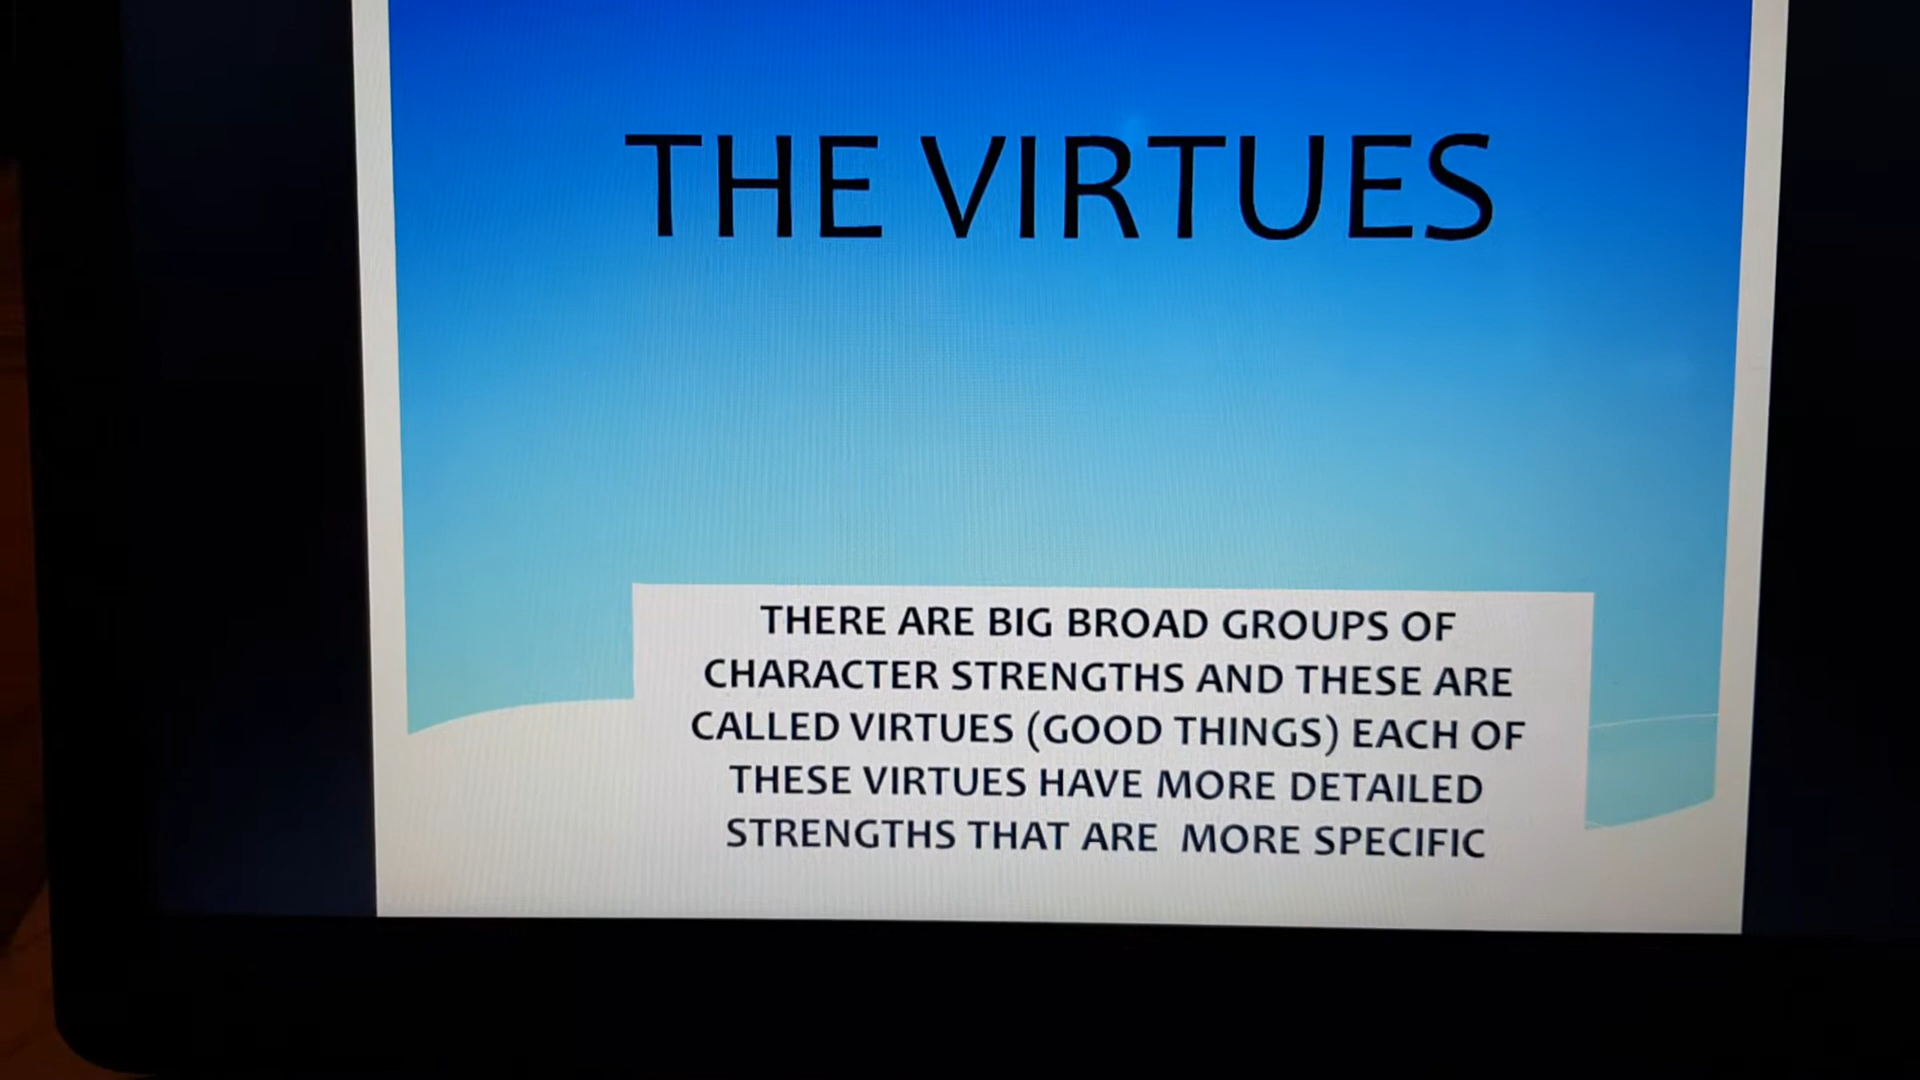 THE VIRTUES
THERE ARE BIG BROAD GROUPS OF
CHARACTER STRENGTHS AND THESE ARE
CALLED VIRTUES (GOOD THINGS) EACH OF
THESE VIRTUES HAVE MORE DETAILED
STRENGTHS THAT ARE MORE SPECIFIC